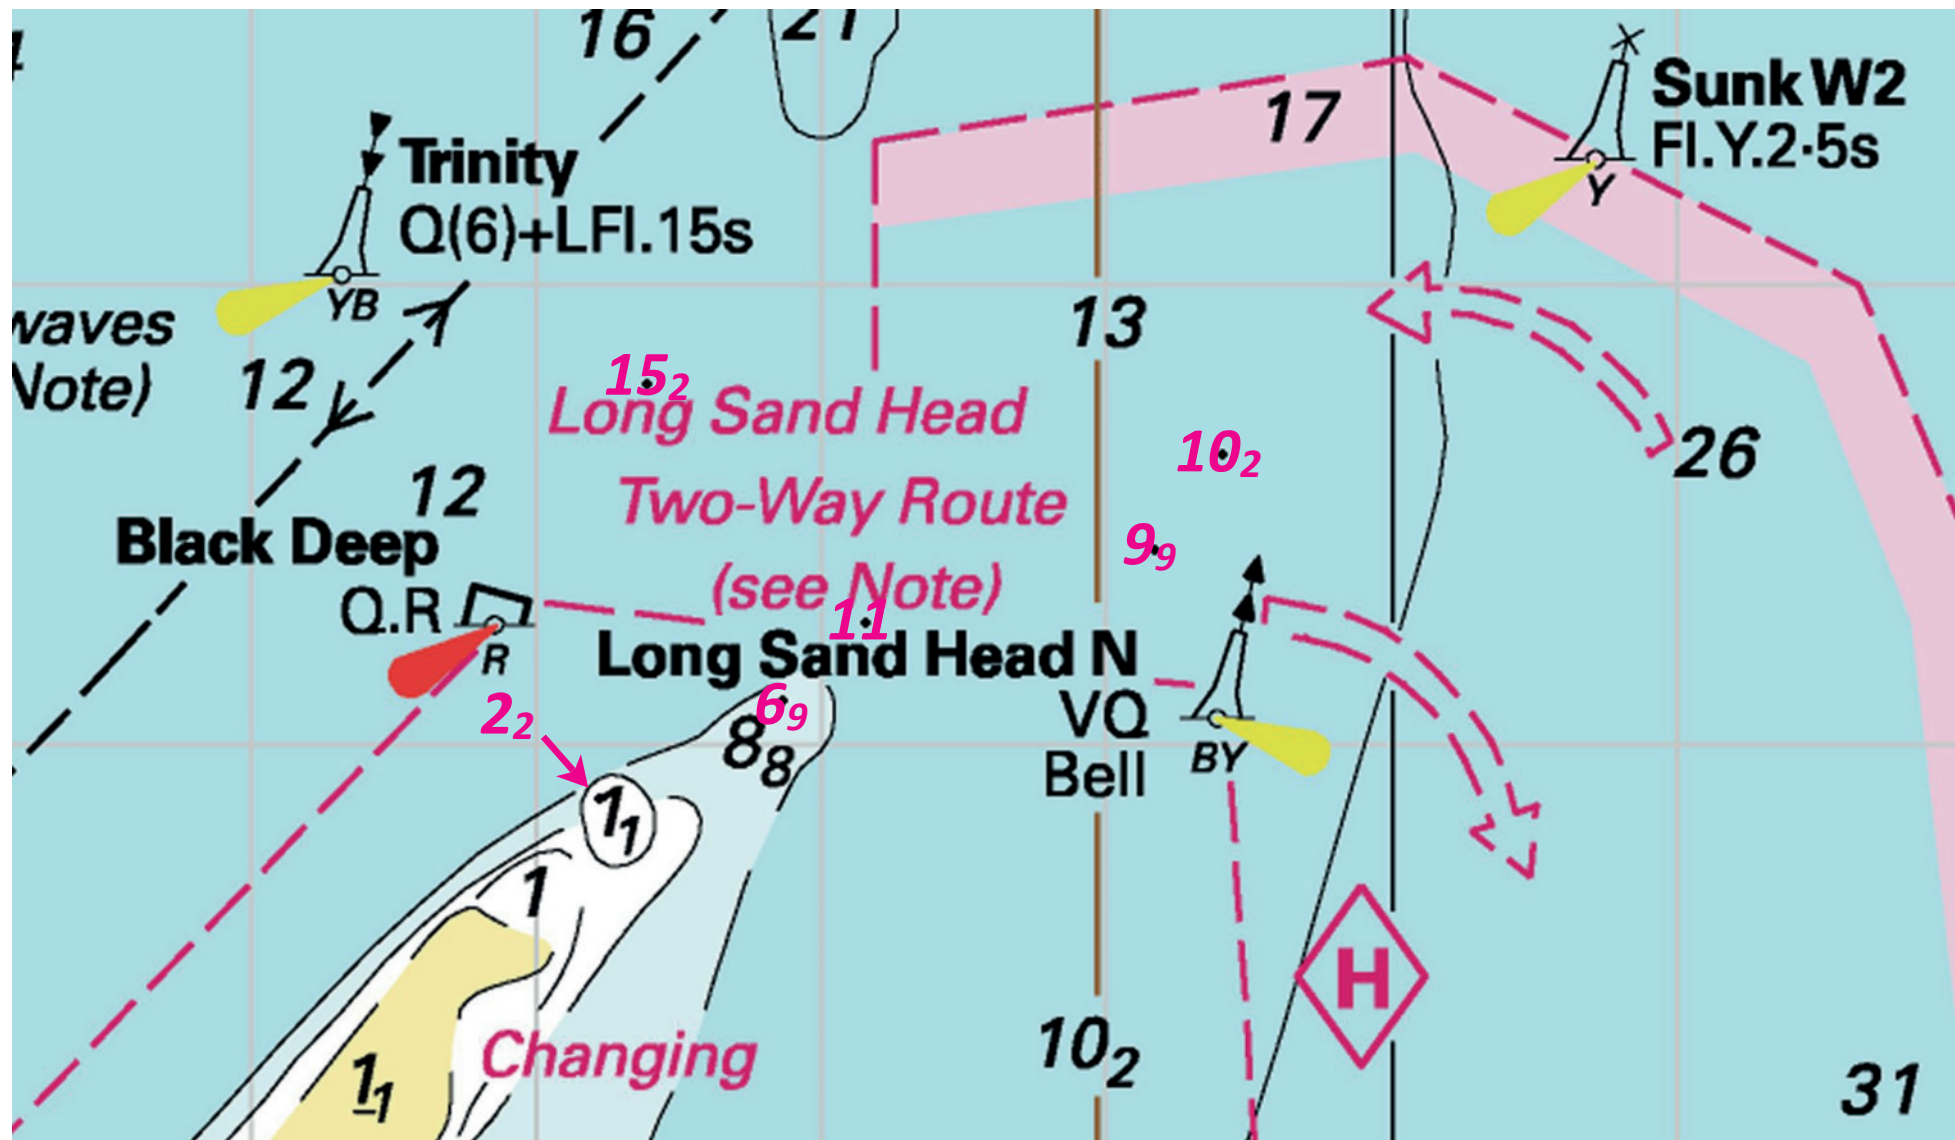 16
21
17
Sunk W2
Fl.Y.2·5s
Y
Trinity
Q(6)+LFl.15s
YB
waves
Note)
12
13
15₂
Long Sand Head
Two-Way Route
(see Note)
10₂
26
12
9₉
Black Deep
Q.R
R
11
Long Sand Head N
VQ
Bell
BY
2₂
6₉
8₈
1₁
1
H
Changing
10₂
1₁
31